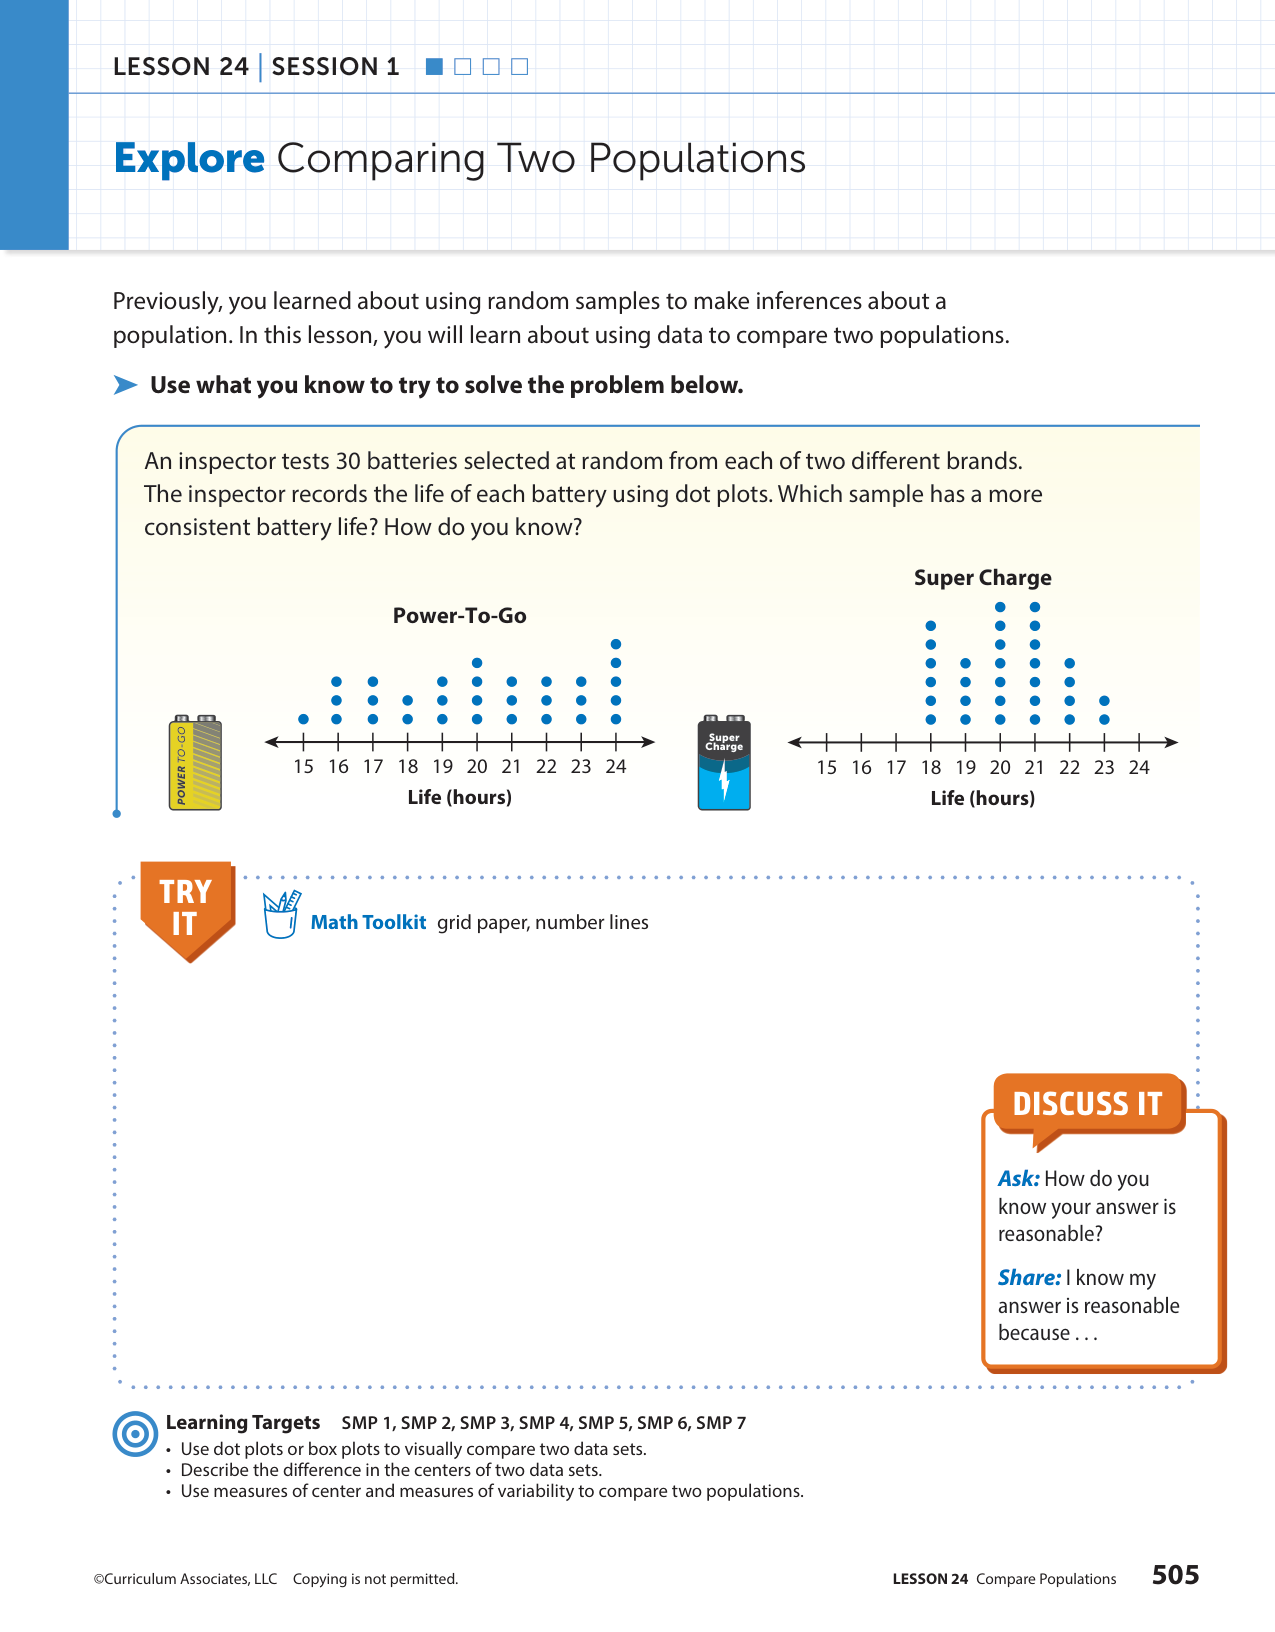 LESSON 24 | SESSION 1
Explore Comparing Two Populations
Previously, you learned about using random samples to make inferences about a
population. In this lesson, you will learn about using data to compare two populations.
Use what you know to try to solve the problem below.
An inspector tests 30 batteries selected at random from each of two different brands.
The inspector records the life of each battery using dot plots. Which sample has a more
consistent battery life? How do you know?
Power-To-Go
POWER TO-GO
15 16 17 18 19 20 21 22 23 24
Life (hours)
Super Charge
Super
Charge
15 16 17 18 19 20 21 22 23 24
Life (hours)
TRY
IT
Math Toolkit grid paper, number lines
DISCUSS IT
Ask: How do you
know your answer is
reasonable?
Share: I know my
answer is reasonable
because . . .
Learning Targets SMP 1, SMP 2, SMP 3, SMP 4, SMP 5, SMP 6, SMP 7
• Use dot plots or box plots to visually compare two data sets.
• Describe the difference in the centers of two data sets.
• Use measures of center and measures of variability to compare two populations.
©Curriculum Associates, LLC Copying is not permitted.
LESSON 24 Compare Populations 505